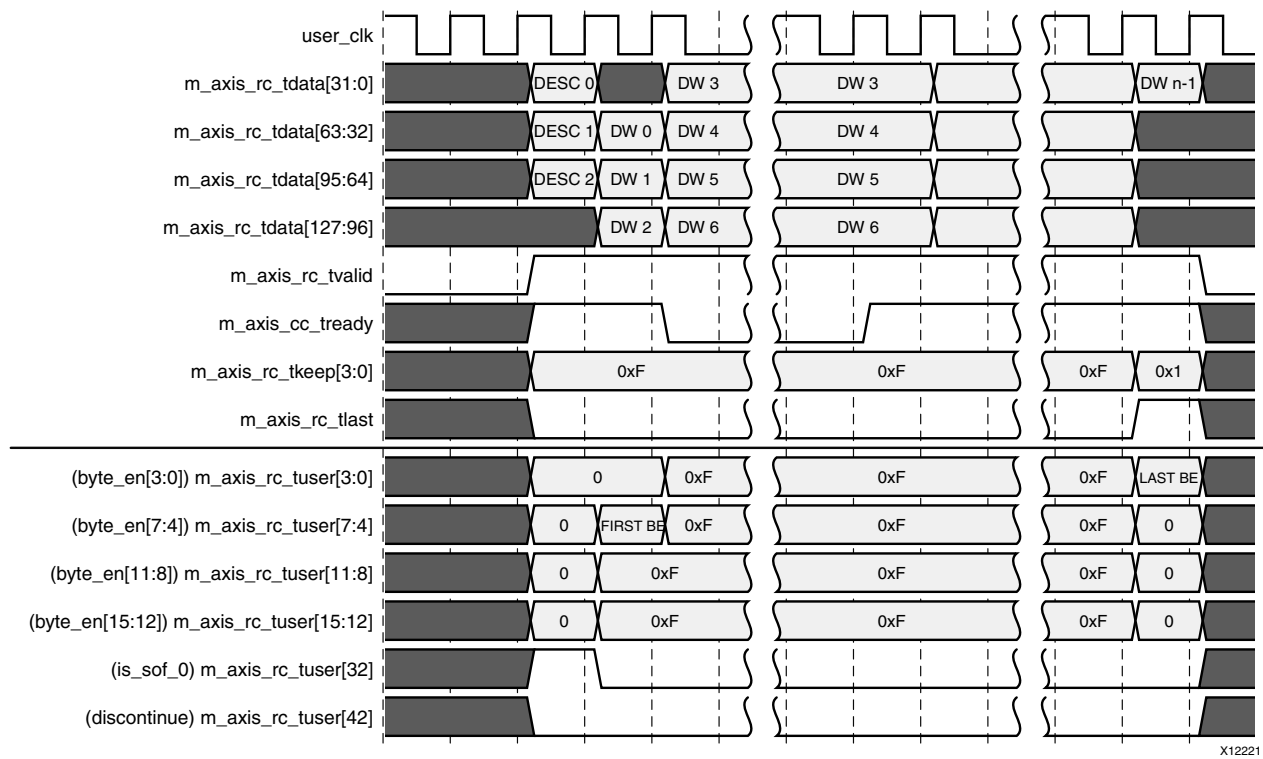 user_clk
m_axis_rc_tdata[31:0] DESC 0 DW 3 DW 3 DW n-1
m_axis_rc_tdata[63:32] DESC 1 DW 0 DW 4 DW 4
m_axis_rc_tdata[95:64] DESC 2 DW 1 DW 5 DW 5
m_axis_rc_tdata[127:96] DW 2 DW 6 DW 6
m_axis_rc_tvalid
m_axis_cc_tready
m_axis_rc_tkeep[3:0] 0xF 0xF 0xF 0x1
m_axis_rc_tlast
(byte_en[3:0]) m_axis_rc_tuser[3:0] 0 0xF 0xF 0xF LAST BE
(byte_en[7:4]) m_axis_rc_tuser[7:4] 0 FIRST BE 0xF 0xF 0xF 0
(byte_en[11:8]) m_axis_rc_tuser[11:8] 0 0xF 0xF 0xF 0
(byte_en[15:12]) m_axis_rc_tuser[15:12] 0 0xF 0xF 0xF 0
(is_sof_0) m_axis_rc_tuser[32]
(discontinue) m_axis_rc_tuser[42]
X12221